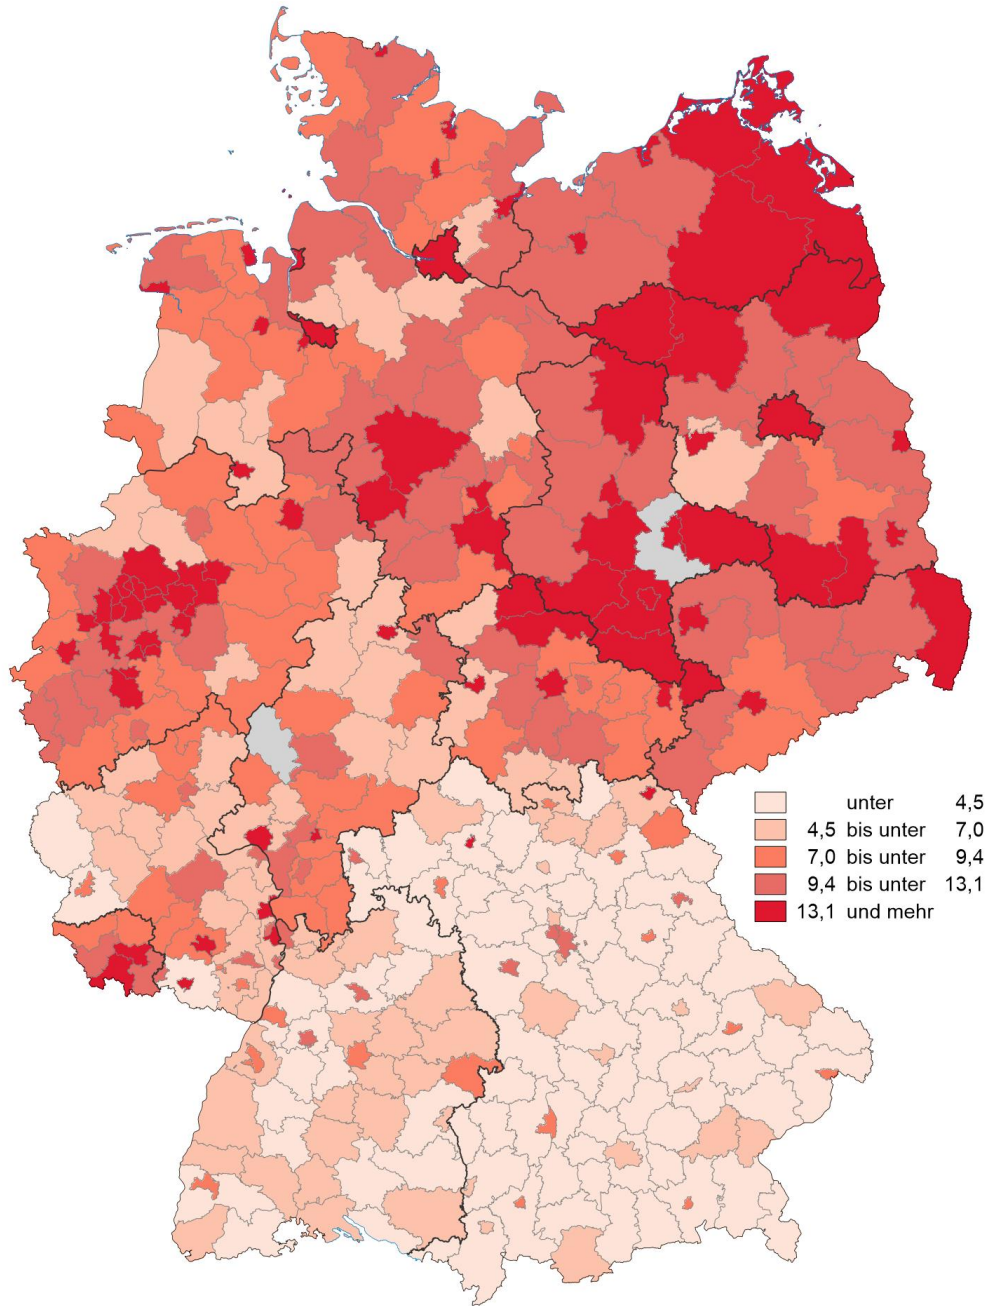 unter 4,5
4,5 bis unter 7,0
7,0 bis unter 9,4
9,4 bis unter 13,1
13,1 und mehr